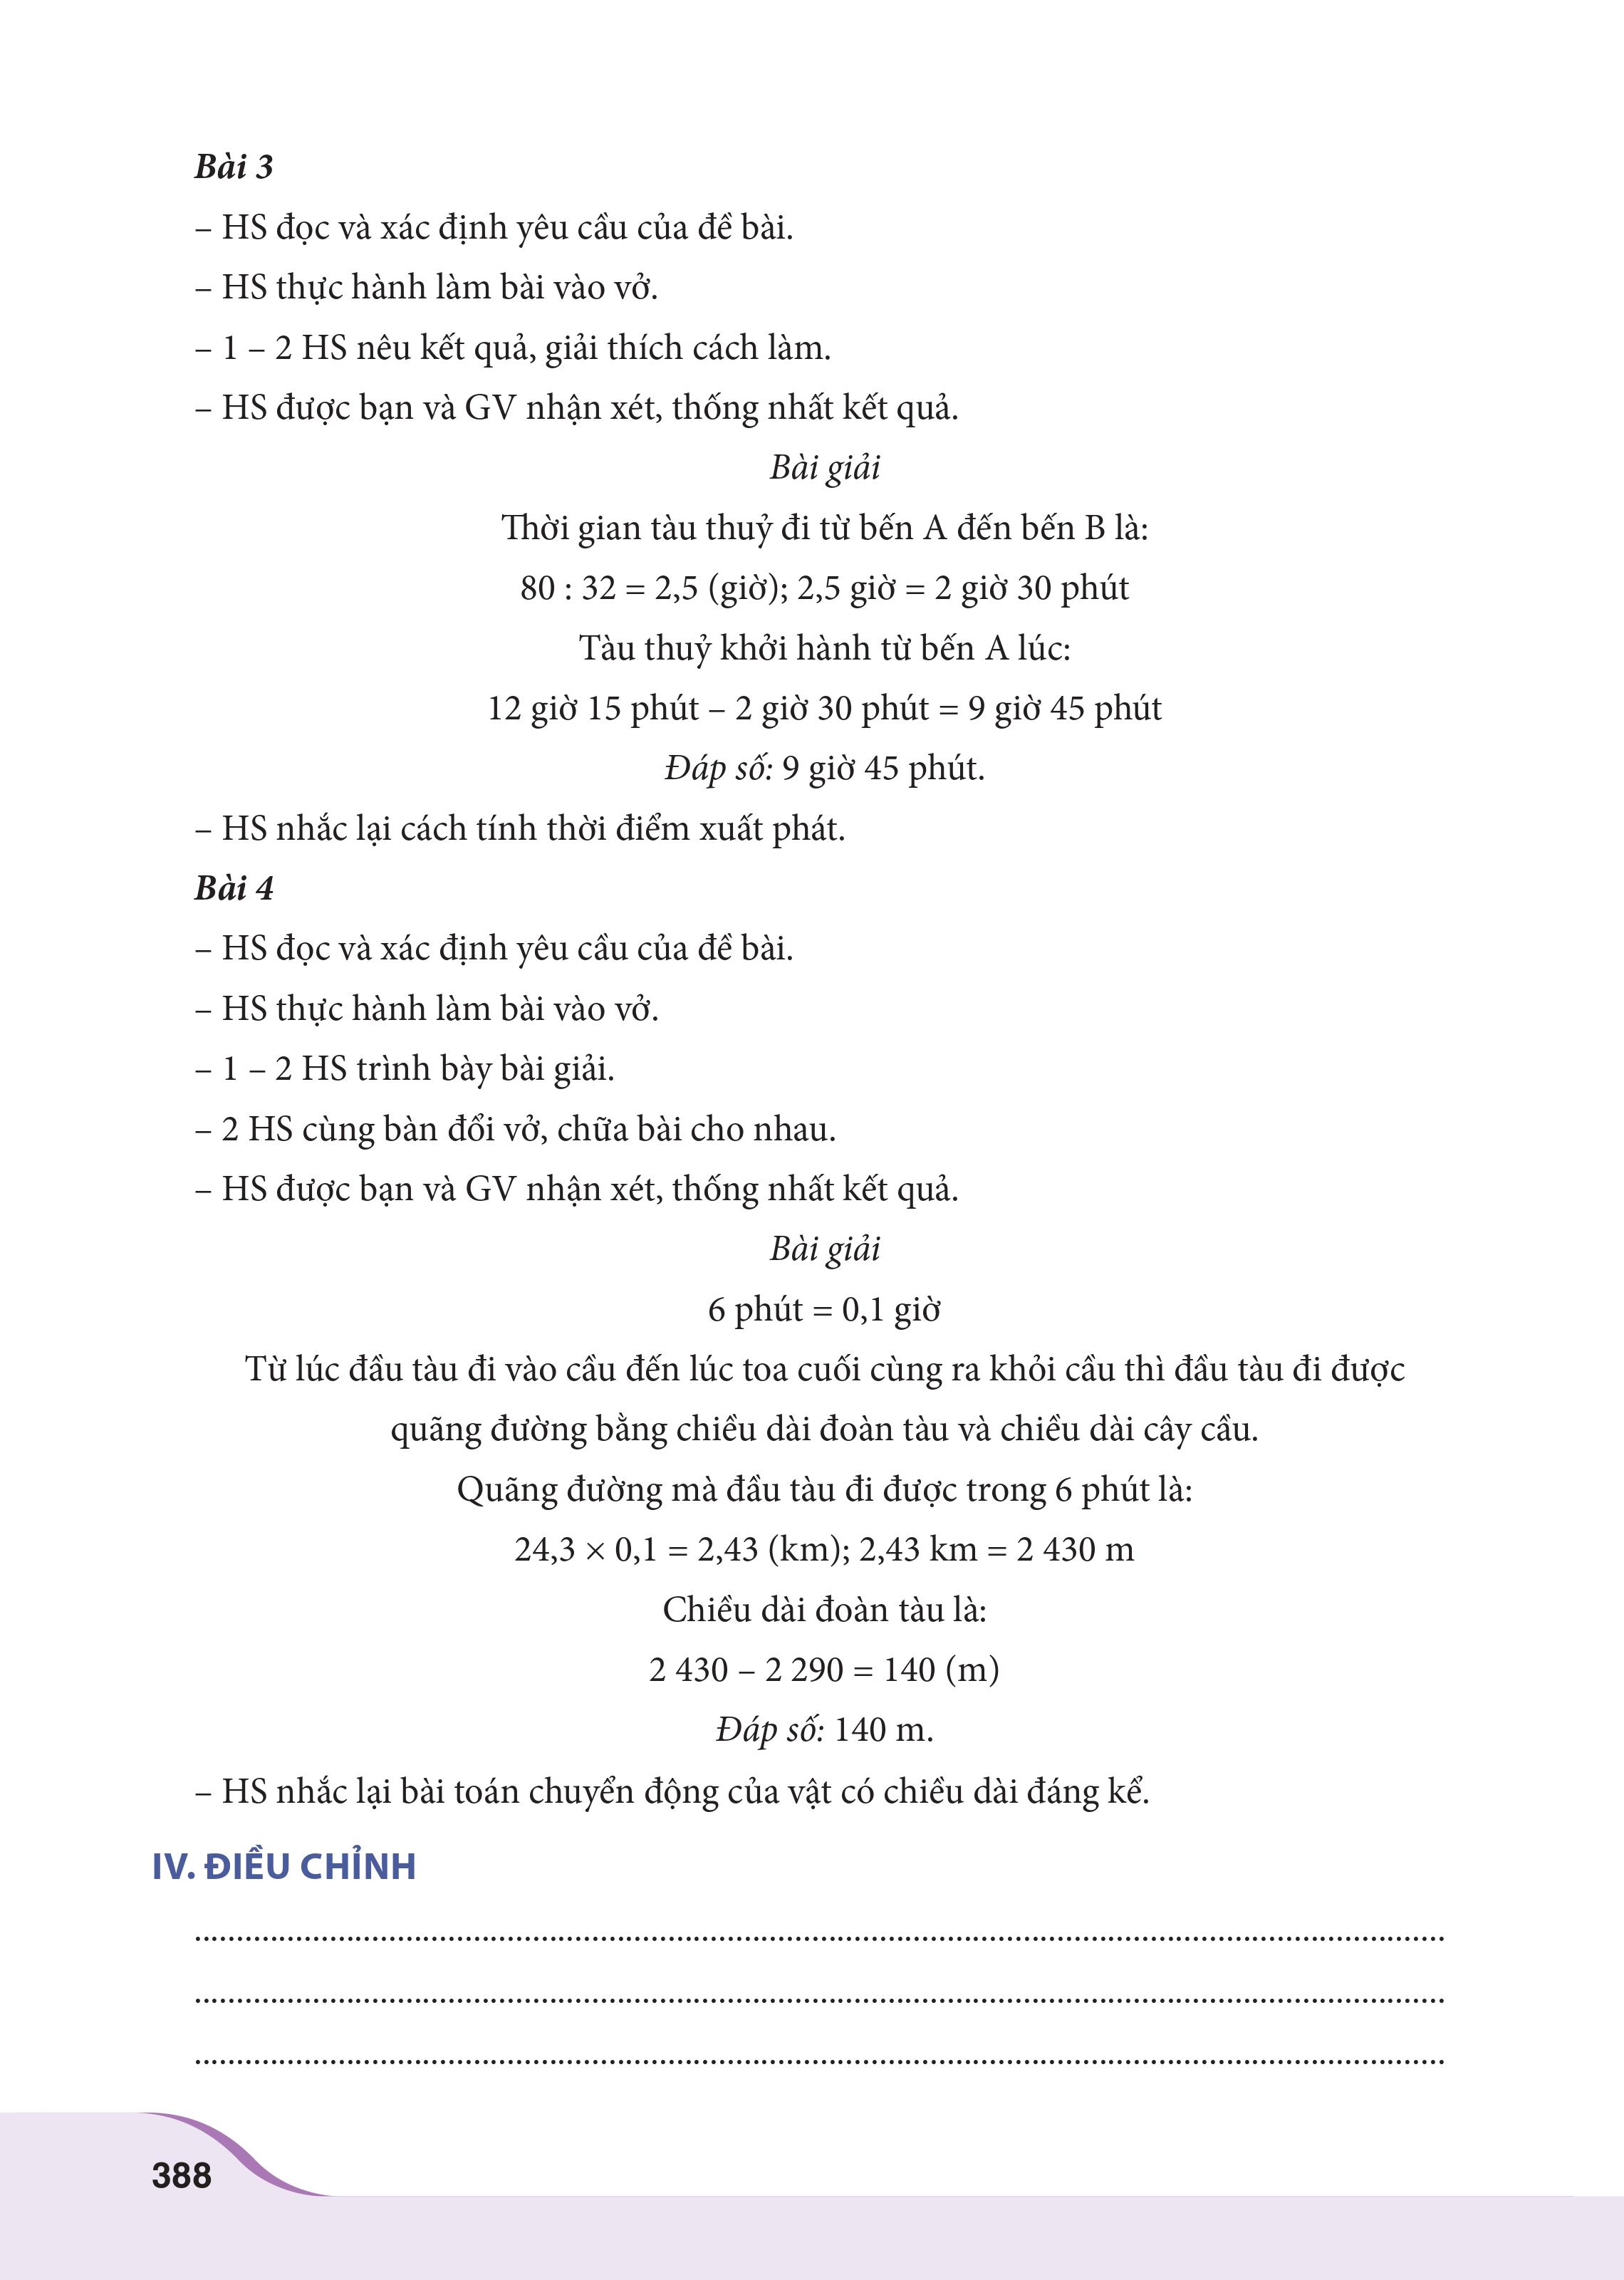 Bài 3
– HS đọc và xác định yêu cầu của đề bài.
– HS thực hành làm bài vào vở.
– 1 – 2 HS nêu kết quả, giải thích cách làm.
– HS được bạn và GV nhận xét, thống nhất kết quả.
Bài giải
Thời gian tàu thuỷ đi từ bến A đến bến B là:
80 : 32 = 2,5 (giờ); 2,5 giờ = 2 giờ 30 phút
Tàu thuỷ khởi hành từ bến A lúc:
12 giờ 15 phút – 2 giờ 30 phút = 9 giờ 45 phút
Đáp số: 9 giờ 45 phút.
– HS nhắc lại cách tính thời điểm xuất phát.
Bài 4
– HS đọc và xác định yêu cầu của đề bài.
– HS thực hành làm bài vào vở.
– 1 – 2 HS trình bày bài giải.
– 2 HS cùng bàn đổi vở, chữa bài cho nhau.
– HS được bạn và GV nhận xét, thống nhất kết quả.
Bài giải
6 phút = 0,1 giờ
Từ lúc đầu tàu đi vào cầu đến lúc toa cuối cùng ra khỏi cầu thì đầu tàu đi được
quãng đường bằng chiều dài đoàn tàu và chiều dài cây cầu.
Quãng đường mà đầu tàu đi được trong 6 phút là:
24,3 × 0,1 = 2,43 (km); 2,43 km = 2 430 m
Chiều dài đoàn tàu là:
2 430 – 2 290 = 140 (m)
Đáp số: 140 m.
– HS nhắc lại bài toán chuyển động của vật có chiều dài đáng kể.
IV. ĐIỀU CHỈNH
388